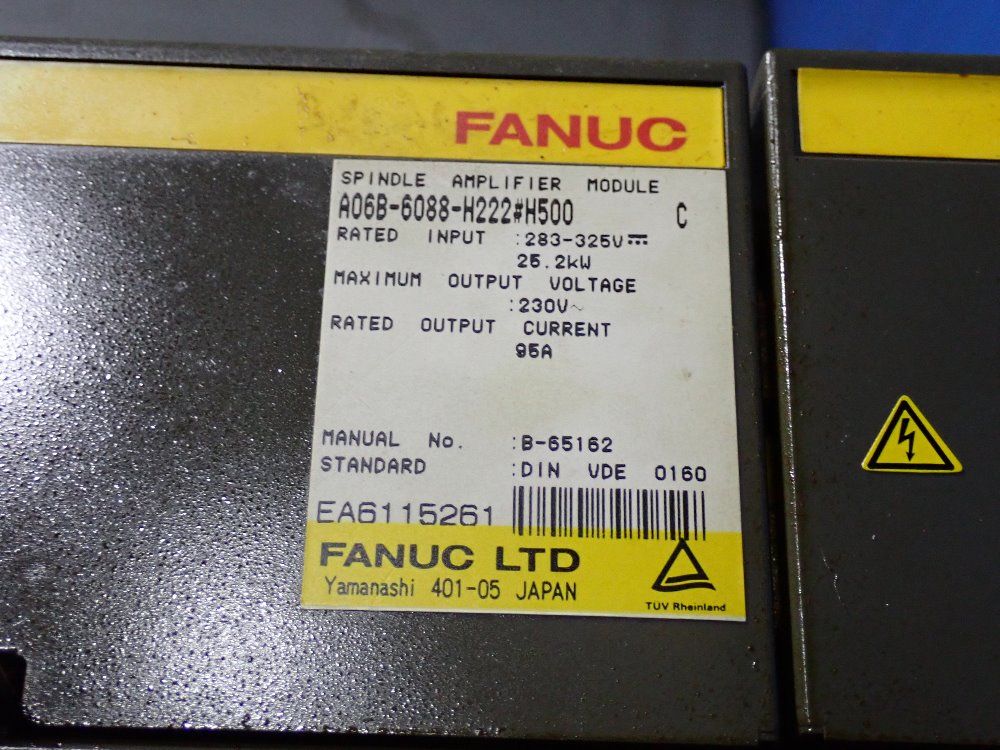 FANUC
SPINDLE AMPLIFIER MODULE
A06B-6088-H222#H500 C
RATED INPUT :283-325V⎓
25.2kW
MAXIMUM OUTPUT VOLTAGE
:230V~
RATED OUTPUT CURRENT
95A
MANUAL No. :B-65162
STANDARD :DIN VDE 0160
EA6115261
FANUC LTD
Yamanashi 401-05 JAPAN
TÜV Rheinland